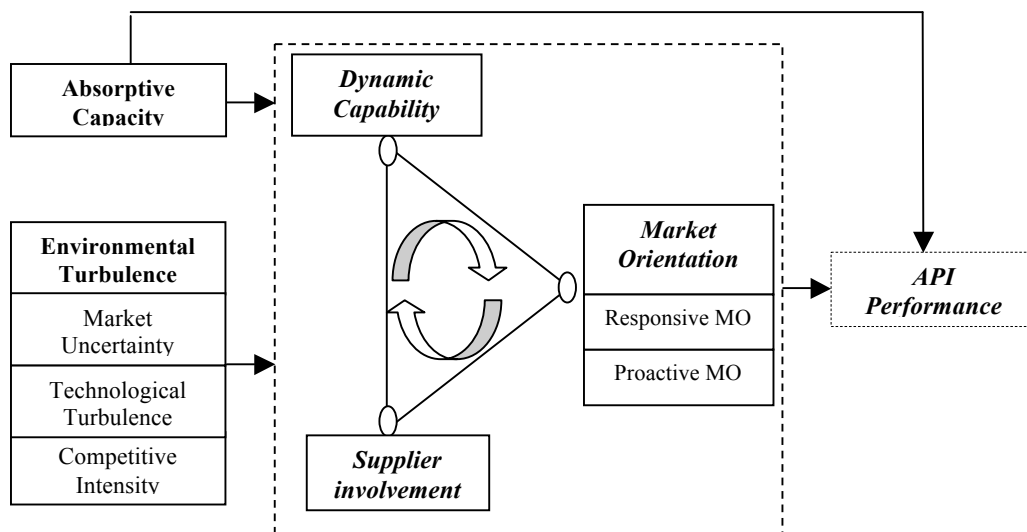 Absorptive
Capacity
Environmental
Turbulence
Market
Uncertainty
Technological
Turbulence
Competitive
Intensity
Dynamic
Capability
Market
Orientation
Responsive MO
Proactive MO
Supplier
involvement
API
Performance